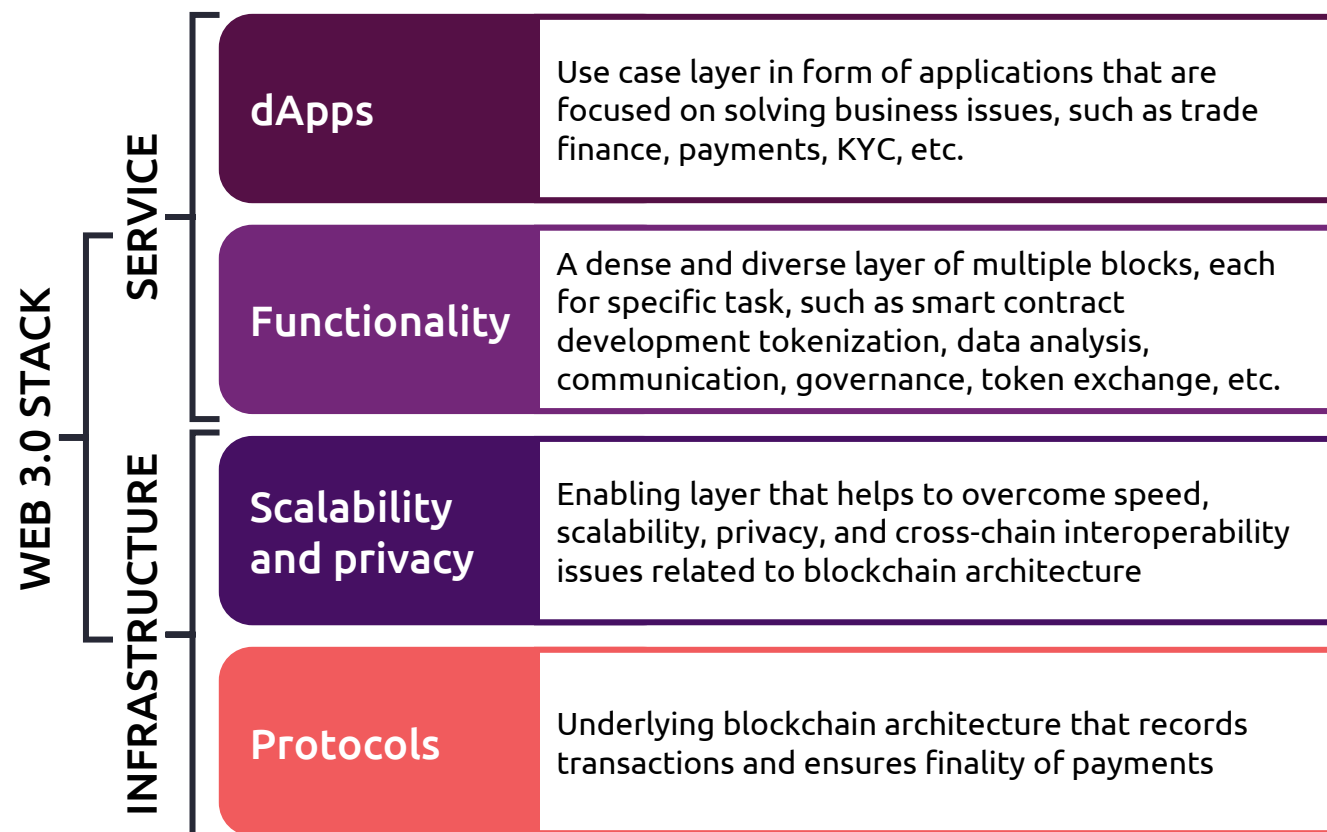 WEB 3.0 STACK
SERVICE
dApps
Use case layer in form of applications that are
focused on solving business issues, such as trade
finance, payments, KYC, etc.
Functionality
A dense and diverse layer of multiple blocks, each
for specific task, such as smart contract
development tokenization, data analysis,
communication, governance, token exchange, etc.
INFRASTRUCTURE
Scalability
and privacy
Enabling layer that helps to overcome speed,
scalability, privacy, and cross-chain interoperability
issues related to blockchain architecture
Protocols
Underlying blockchain architecture that records
transactions and ensures finality of payments